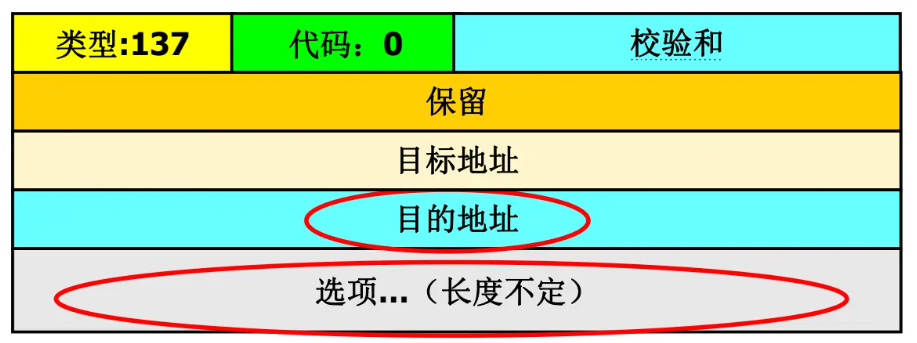 类型:137 代码：0 校验和
保留
目标地址
目的地址
选项...（长度不定）